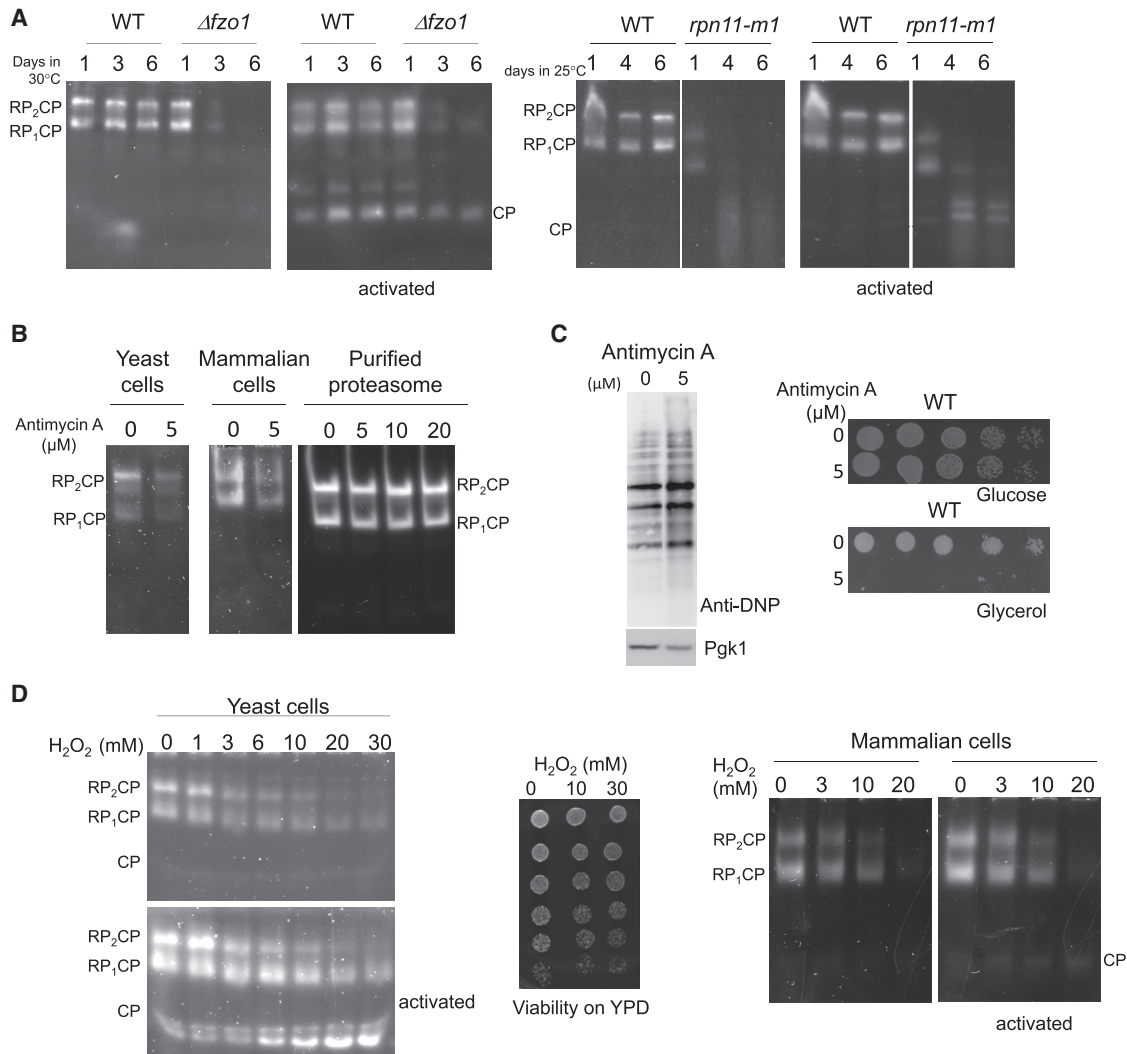 A
WT Δfzo1 WT Δfzo1 WT rpn11-m1 WT rpn11-m1
Days in 30°C 1 3 6 1 3 6 1 3 6 1 3 6
days in 25°C 1 4 6 1 4 6 1 4 6 1 4 6
RP₂CP
RP₁CP
CP
RP₂CP
RP₁CP
CP
activated
activated
B
Yeast cells
Mammalian cells
Purified proteasome
Antimycin A (μM) 0 5 0 5 0 5 10 20
RP₂CP
RP₁CP
RP₂CP
RP₁CP
C
Antimycin A
(μM) 0 5
Anti-DNP
Pgk1
Antimycin A (μM)
WT
0
5
Glucose
WT
0
5
Glycerol
D
Yeast cells
H₂O₂ (mM) 0 1 3 6 10 20 30
RP₂CP
RP₁CP
CP
RP₂CP
RP₁CP
CP
activated
H₂O₂ (mM)
0 10 30
Viability on YPD
Mammalian cells
H₂O₂ (mM) 0 3 10 20 0 3 10 20
RP₂CP
RP₁CP
CP
activated